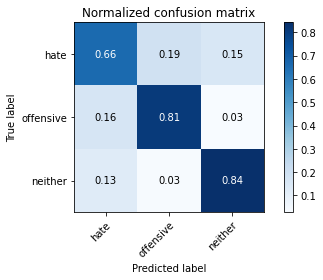 Normalized confusion matrix
True label
hate
0.66 0.19 0.15
offensive
0.16 0.81 0.03
neither
0.13 0.03 0.84
hate
offensive
neither
Predicted label
0.8
0.7
0.6
0.5
0.4
0.3
0.2
0.1